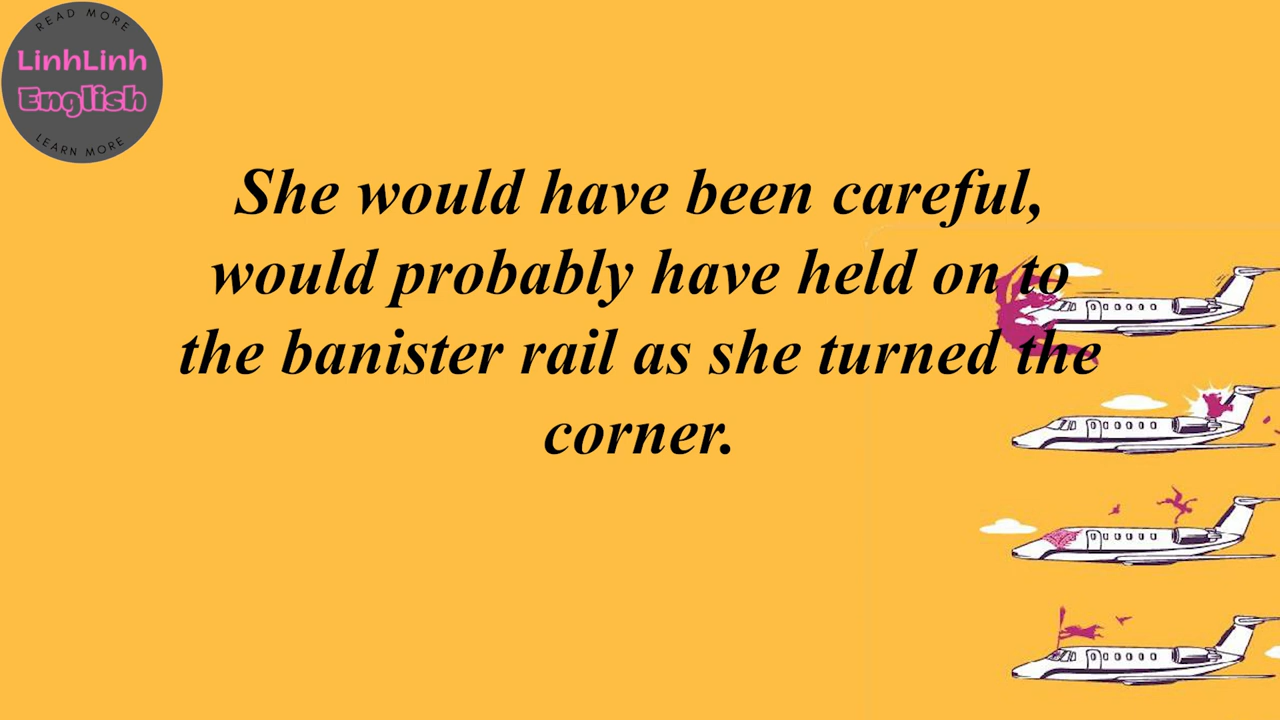 READ MORE
LinhLinh
English
LEARN MORE
She would have been careful,
would probably have held on to
the banister rail as she turned the
corner.